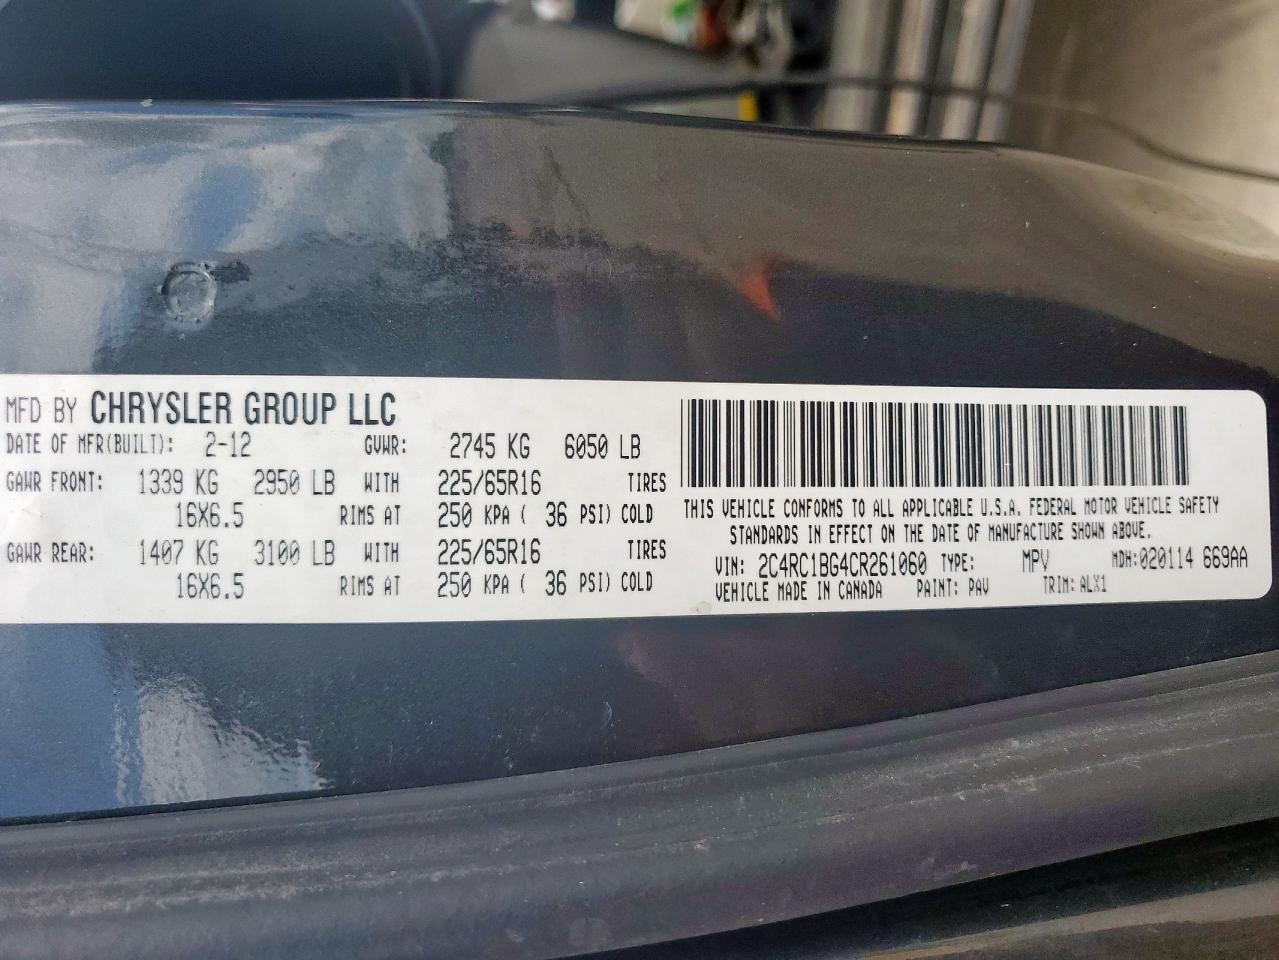 MFD BY CHRYSLER GROUP LLC
DATE OF MFR(BUILT): 2-12 GVWR: 2745 KG 6050 LB
GAWR FRONT: 1339 KG 2950 LB WITH 225/65R16 TIRES
16X6.5 RIMS AT 250 KPA ( 36 PSI) COLD
GAWR REAR: 1407 KG 3100 LB WITH 225/65R16 TIRES
16X6.5 RIMS AT 250 KPA ( 36 PSI) COLD
THIS VEHICLE CONFORMS TO ALL APPLICABLE U.S.A. FEDERAL MOTOR VEHICLE SAFETY
STANDARDS IN EFFECT ON THE DATE OF MANUFACTURE SHOWN ABOVE.
VIN: 2C4RC1BG4CR261060 TYPE: MPV MDH:020114 669AA
VEHICLE MADE IN CANADA PAINT: PAV TRIM: ALX1